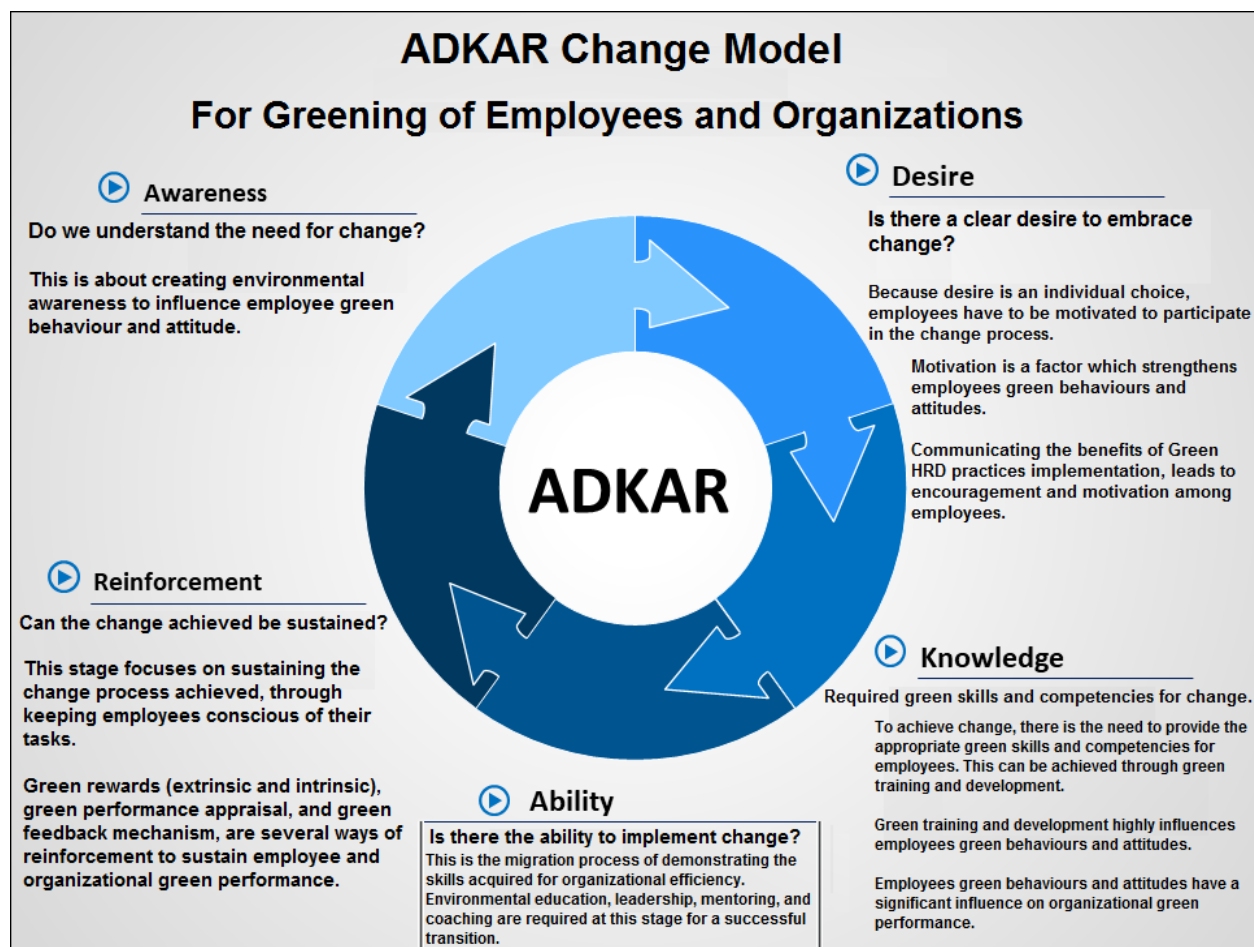 ADKAR Change Model
For Greening of Employees and Organizations
Awareness
Do we understand the need for change?
This is about creating environmental
awareness to influence employee green
behaviour and attitude.
Desire
Is there a clear desire to embrace
change?
Because desire is an individual choice,
employees have to be motivated to participate
in the change process.
Motivation is a factor which strengthens
employees green behaviours and
attitudes.
Communicating the benefits of Green
HRD practices implementation, leads to
encouragement and motivation among
employees.
ADKAR
Knowledge
Required green skills and competencies for change.
To achieve change, there is the need to provide the
appropriate green skills and competencies for
employees. This can be achieved through green
training and development.
Green training and development highly influences
employees green behaviours and attitudes.
Employees green behaviours and attitudes have a
significant influence on organizational green
performance.
Ability
Is there the ability to implement change?
This is the migration process of demonstrating the
skills acquired for organizational efficiency.
Environmental education, leadership, mentoring, and
coaching are required at this stage for a successful
transition.
Reinforcement
Can the change achieved be sustained?
This stage focuses on sustaining the
change process achieved, through
keeping employees conscious of their
tasks.
Green rewards (extrinsic and intrinsic),
green performance appraisal, and green
feedback mechanism, are several ways of
reinforcement to sustain employee and
organizational green performance.